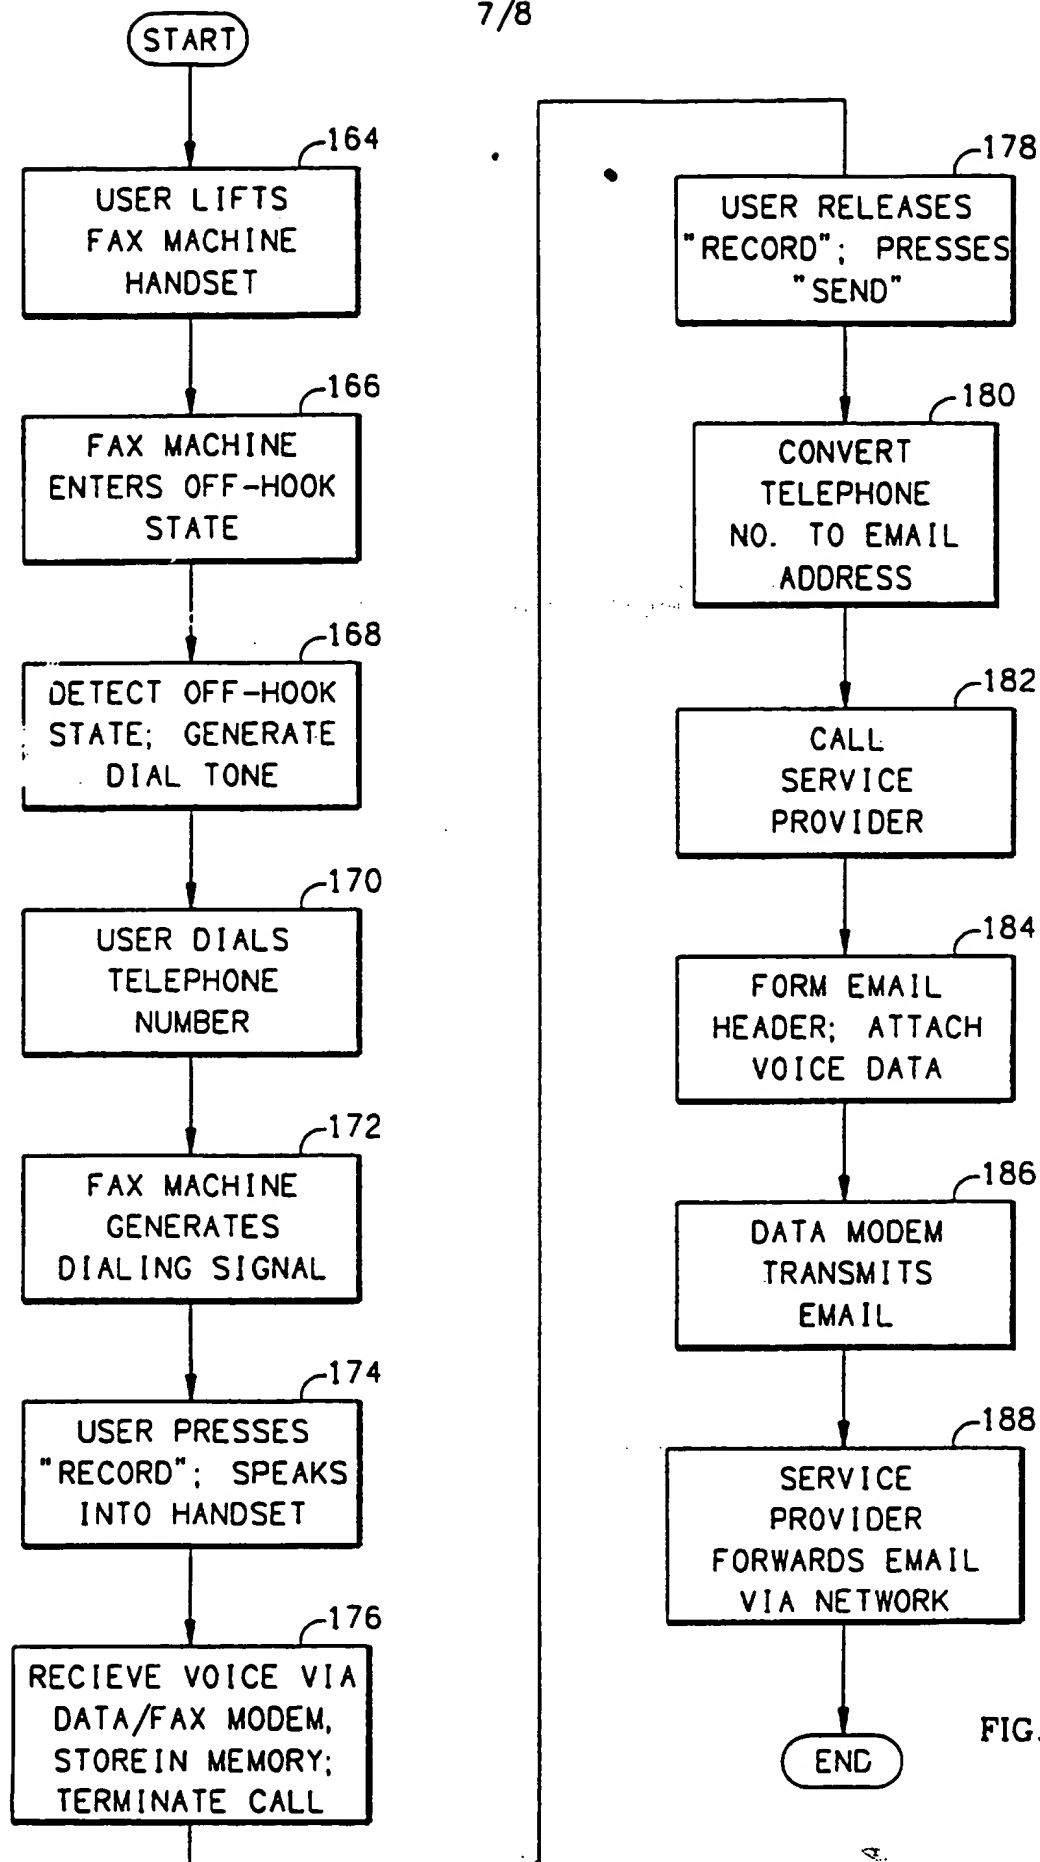 7/8
START
164
USER LIFTS
FAX MACHINE
HANDSET
166
FAX MACHINE
ENTERS OFF-HOOK
STATE
168
DETECT OFF-HOOK
STATE; GENERATE
DIAL TONE
170
USER DIALS
TELEPHONE
NUMBER
172
FAX MACHINE
GENERATES
DIALING SIGNAL
174
USER PRESSES
"RECORD"; SPEAKS
INTO HANDSET
176
RECIEVE VOICE VIA
DATA/FAX MODEM,
STOREIN MEMORY;
TERMINATE CALL
178
USER RELEASES
"RECORD"; PRESSES
"SEND"
180
CONVERT
TELEPHONE
NO. TO EMAIL
ADDRESS
182
CALL
SERVICE
PROVIDER
184
FORM EMAIL
HEADER; ATTACH
VOICE DATA
186
DATA MODEM
TRANSMITS
EMAIL
188
SERVICE
PROVIDER
FORWARDS EMAIL
VIA NETWORK
END
FIG.